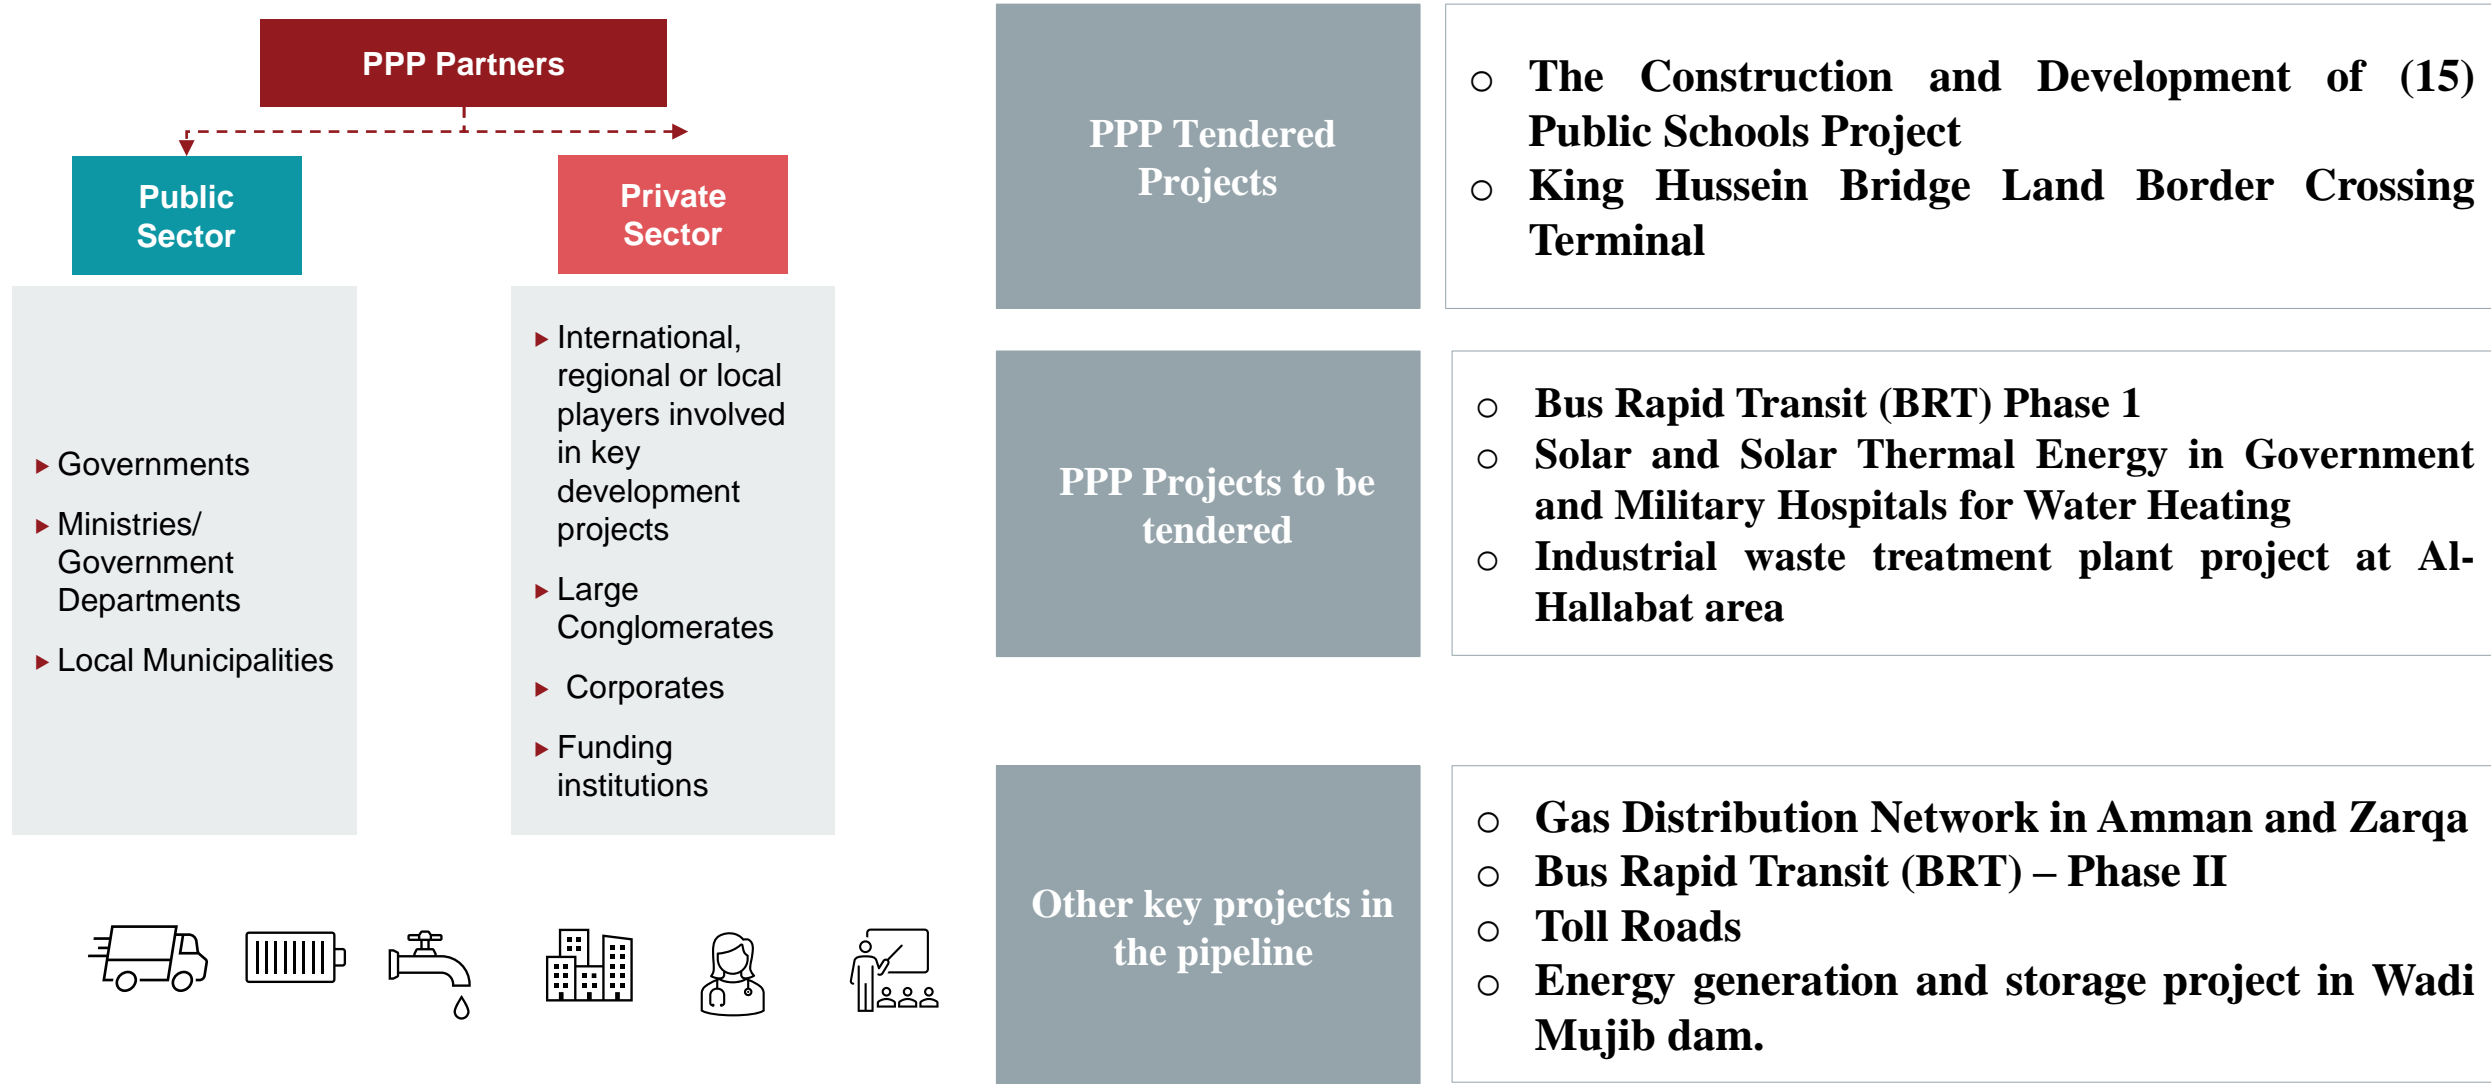 PPP Partners
Public
Sector
Private
Sector
▸ Governments
▸ Ministries/
Government
Departments
▸ Local Municipalities
▸ International,
regional or local
players involved
in key
development
projects
▸ Large
Conglomerates
▸ Corporates
▸ Funding
institutions
PPP Tendered
Projects
o The Construction and Development of (15)
Public Schools Project
o King Hussein Bridge Land Border Crossing
Terminal
PPP Projects to be
tendered
o Bus Rapid Transit (BRT) Phase 1
o Solar and Solar Thermal Energy in Government
and Military Hospitals for Water Heating
o Industrial waste treatment plant project at Al-
Hallabat area
Other key projects in
the pipeline
o Gas Distribution Network in Amman and Zarqa
o Bus Rapid Transit (BRT) – Phase II
o Toll Roads
o Energy generation and storage project in Wadi
Mujib dam.